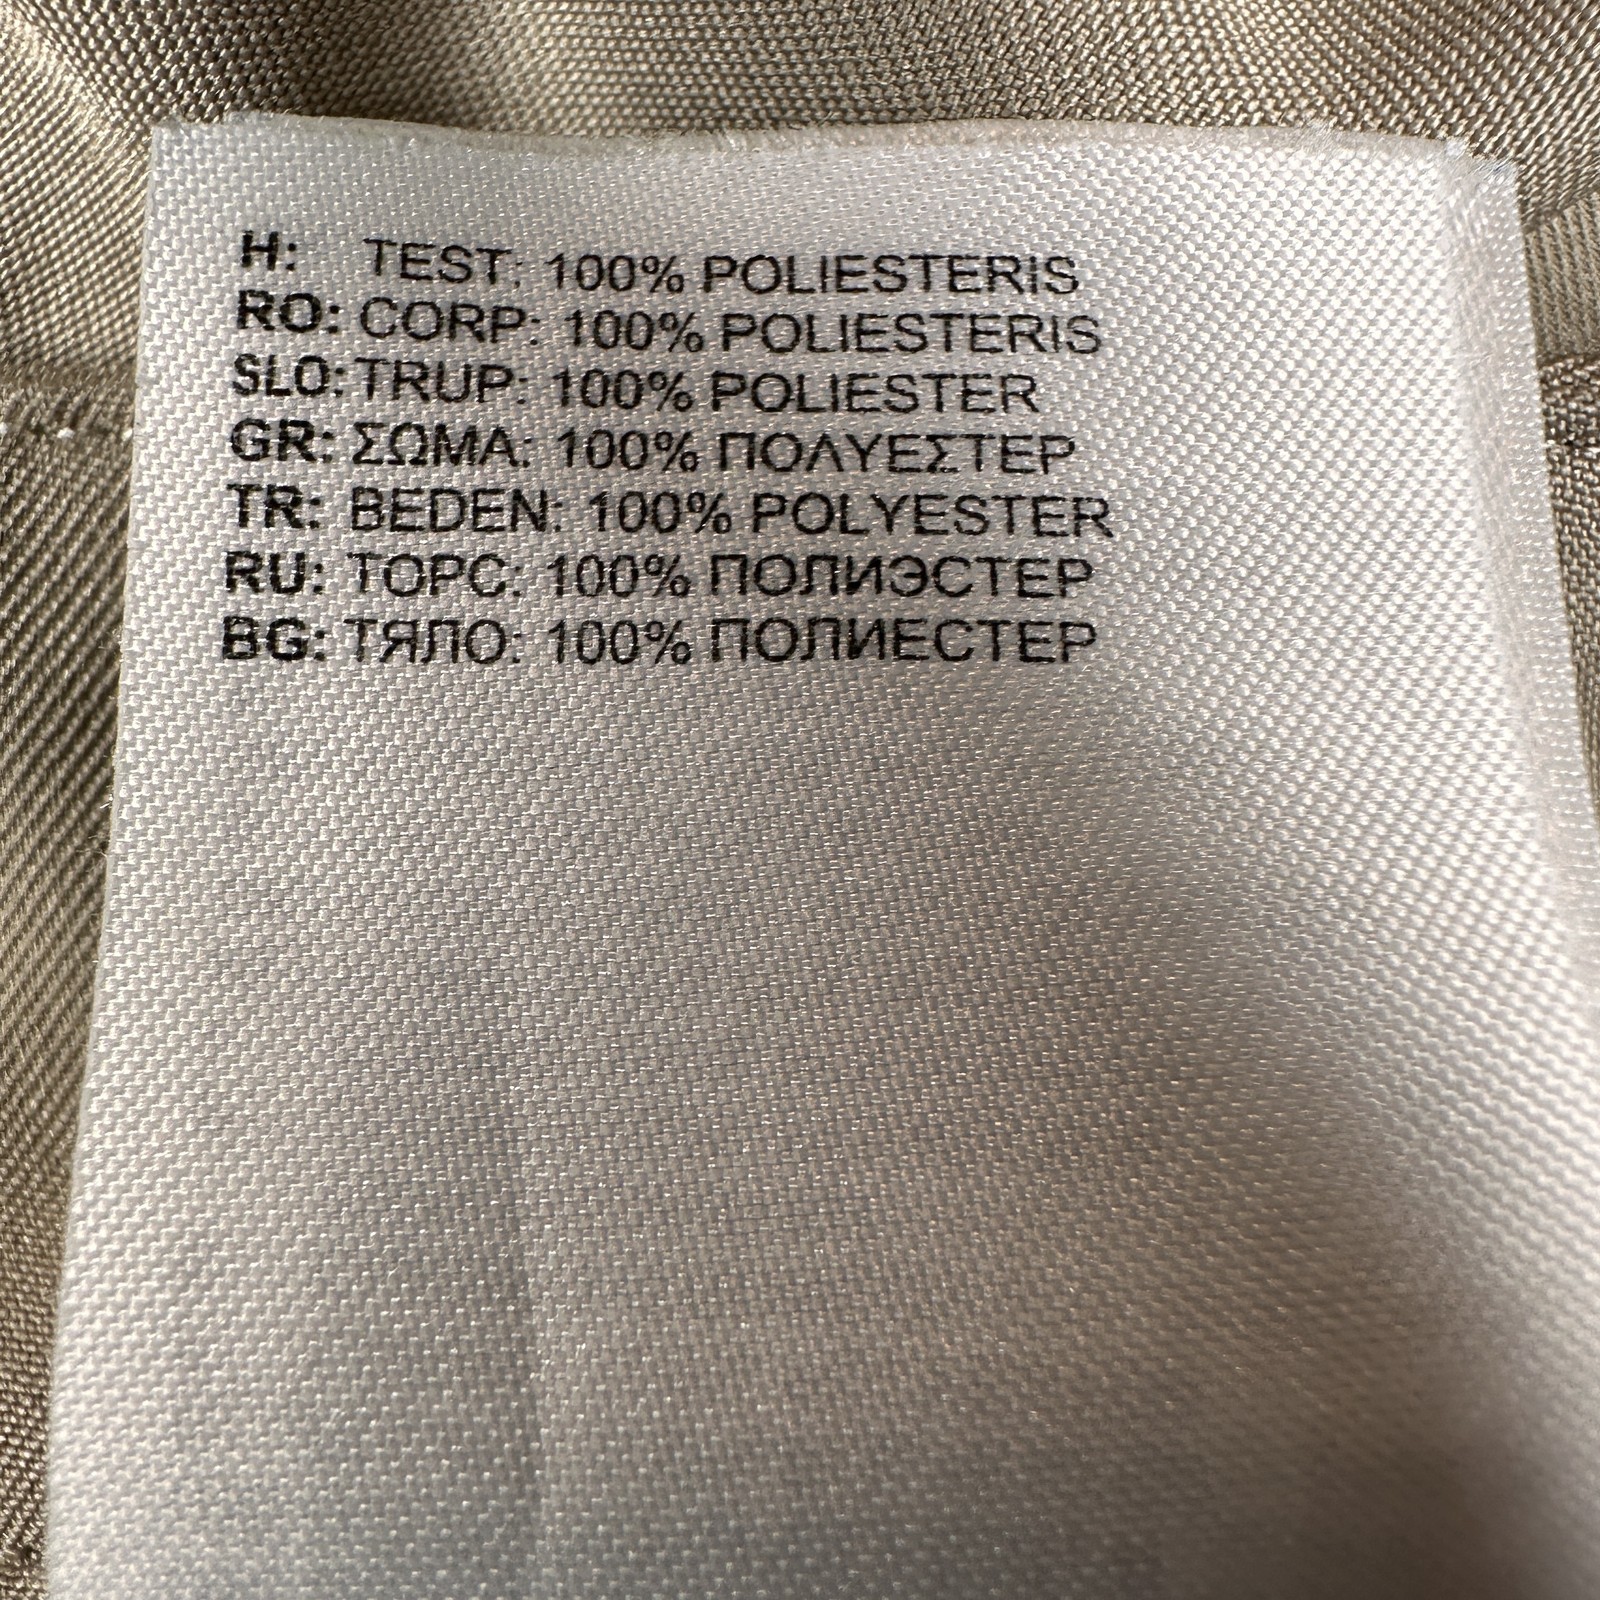 H: TEST: 100% POLIESTERIS
RO: CORP: 100% POLIESTERIS
SLO: TRUP: 100% POLIESTER
GR: ΣΩΜΑ: 100% ΠΟΛΥΕΣΤΕΡ
TR: BEDEN: 100% POLYESTER
RU: ТОРС: 100% ПОЛИЭСТЕР
BG: ТЯЛО: 100% ПОЛИЕСТЕР